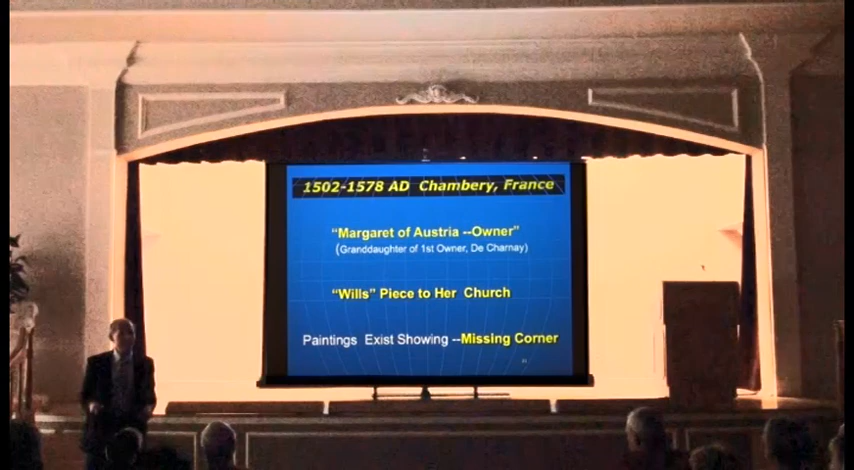 1502-1578 AD Chambery, France
“Margaret of Austria --Owner”
(Granddaughter of 1st Owner, De Charnay)
“Wills” Piece to Her Church
Paintings Exist Showing --Missing Corner